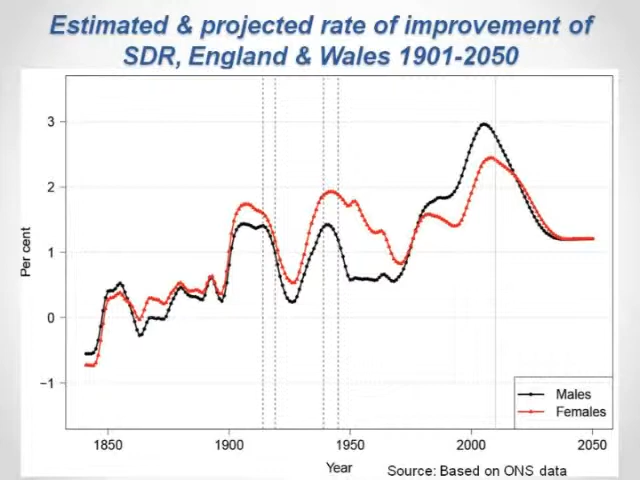 Estimated & projected rate of improvement of
SDR, England & Wales 1901-2050
3
2
1
0
−1
Per cent
Males
Females
1850
1900
1950
2000
2050
Year
Source: Based on ONS data